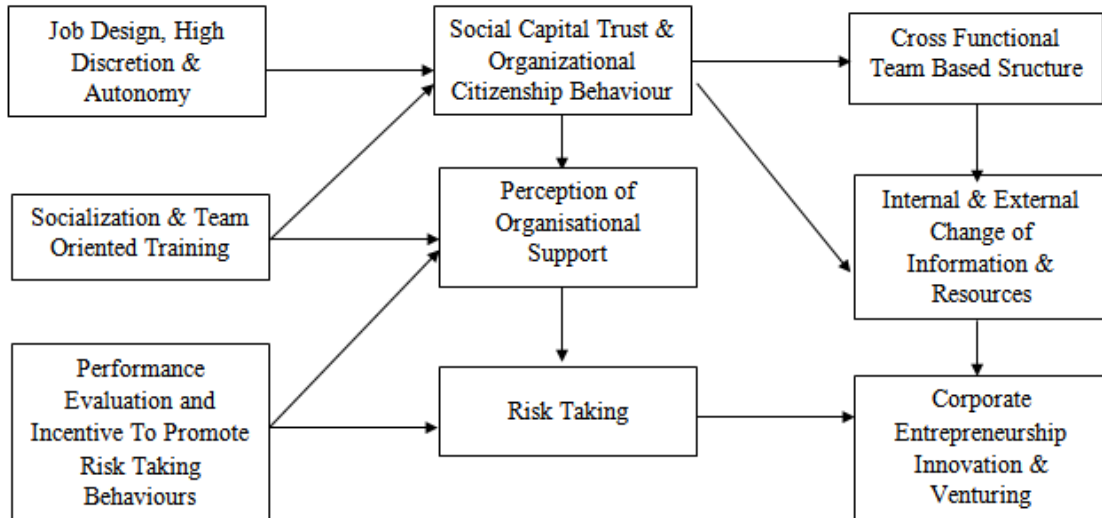 Job Design, High
Discretion &
Autonomy
Social Capital Trust &
Organizational
Citizenship Behaviour
Cross Functional
Team Based Sructure
Socialization & Team
Oriented Training
Perception of
Organisational
Support
Internal & External
Change of
Information &
Resources
Performance
Evaluation and
Incentive To Promote
Risk Taking
Behaviours
Risk Taking
Corporate
Entrepreneurship
Innovation &
Venturing